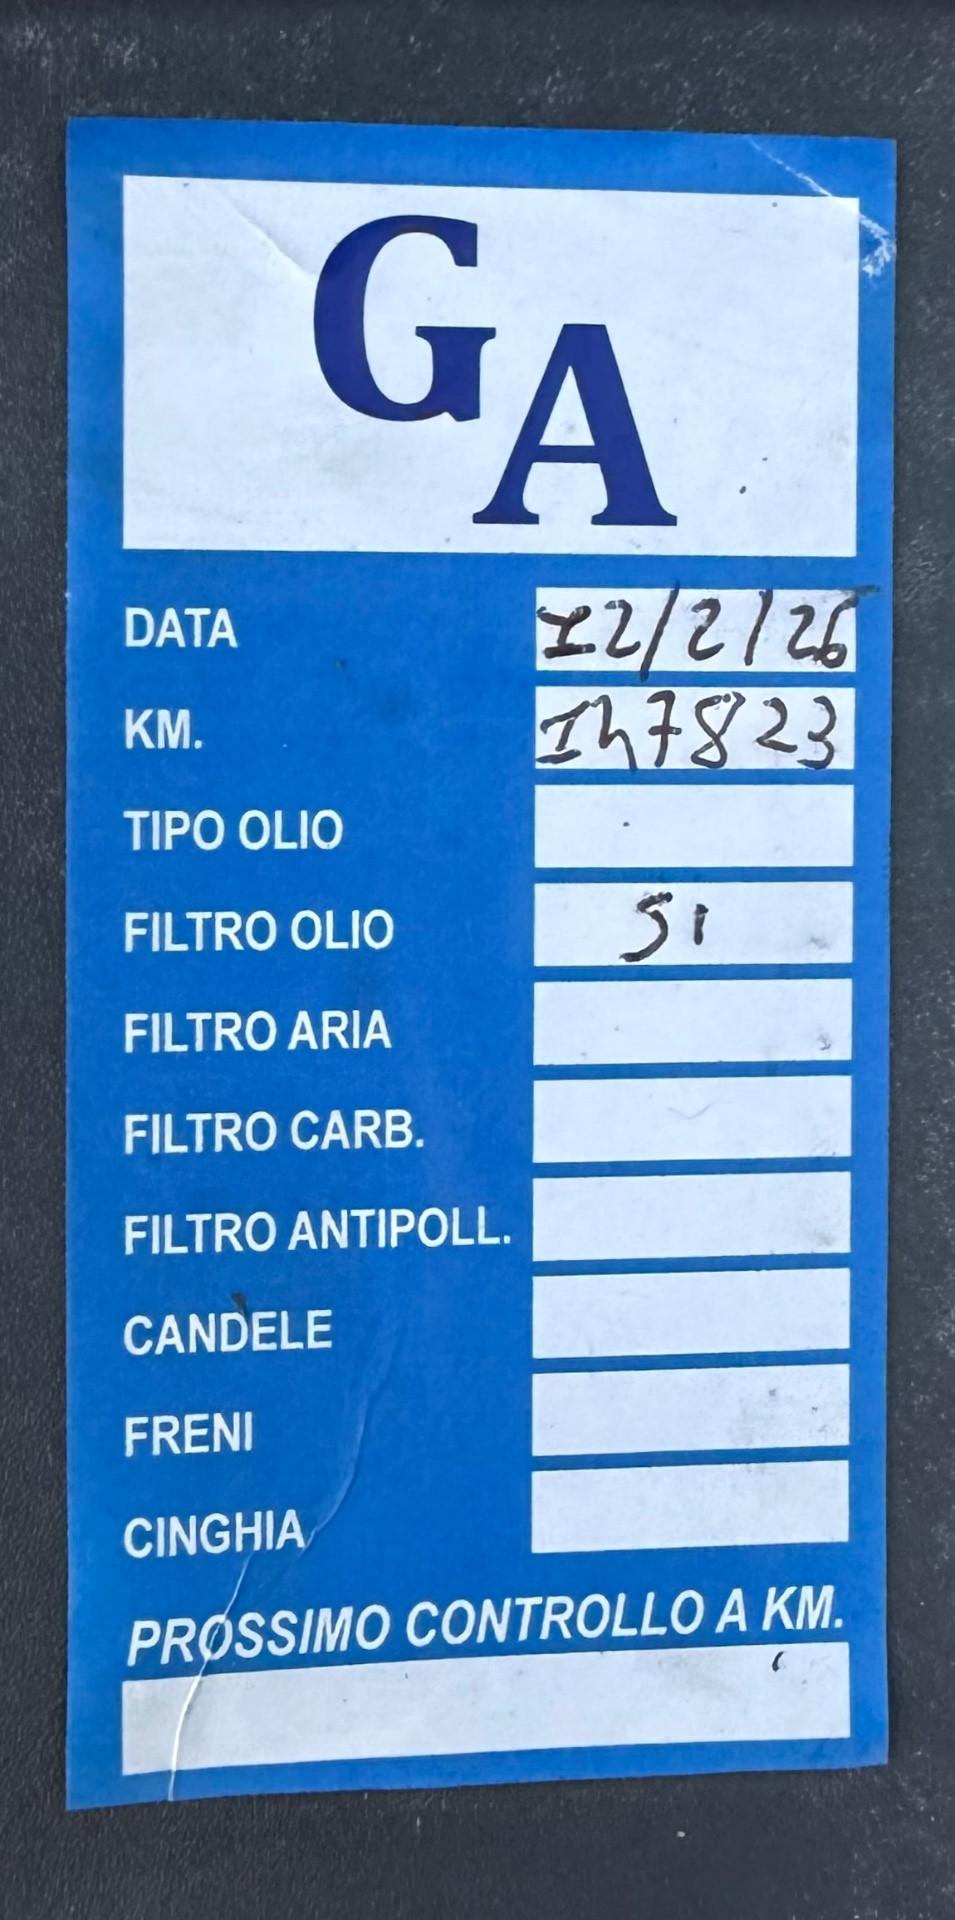 GA
DATA 12/2/26
KM. 147823
TIPO OLIO
FILTRO OLIO SI
FILTRO ARIA
FILTRO CARB.
FILTRO ANTIPOLL.
CANDELE
FRENI
CINGHIA
PROSSIMO CONTROLLO A KM.